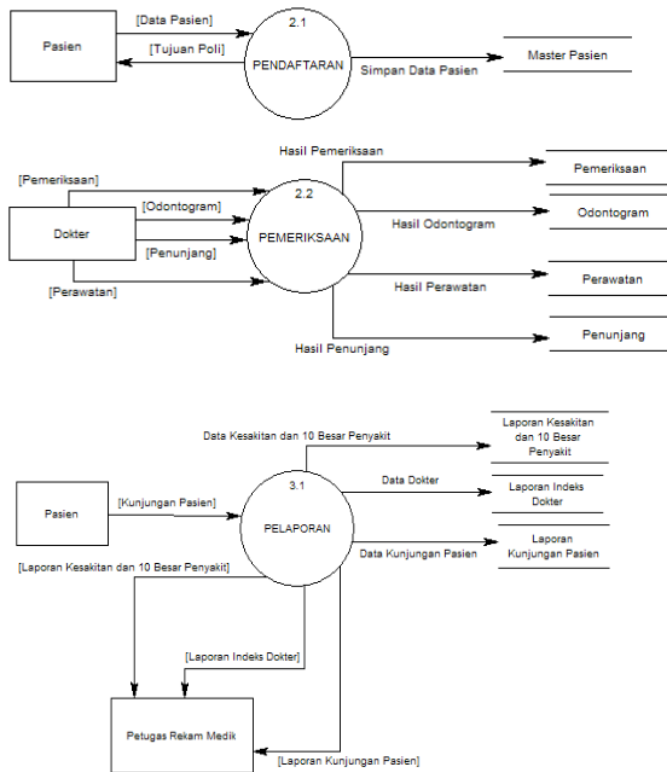 [Data Pasien]
2.1
Pasien
[Tujuan Poli]
PENDAFTARAN
Simpan Data Pasien
Master Pasien
Hasil Pemeriksaan
Pemeriksaan
[Pemeriksaan]
2.2
[Odontogram]
Odontogram
Dokter
Hasil Odontogram
PEMERIKSAAN
[Penunjang]
Perawatan
Hasil Perawatan
[Perawatan]
Penunjang
Hasil Penunjang
Laporan Kesakitan
dan 10 Besar
Penyakit
Data Kesakitan dan 10 Besar Penyakit
3.1
Data Dokter
Laporan Indeks
Dokter
[Kunjungan Pasien]
Pasien
PELAPORAN
Laporan
Kunjungan Pasien
Data Kunjungan Pasien
[Laporan Kesakitan dan 10 Besar Penyakit]
[Laporan Indeks Dokter]
Petugas Rekam Medik
[Laporan Kunjungan Pasien]